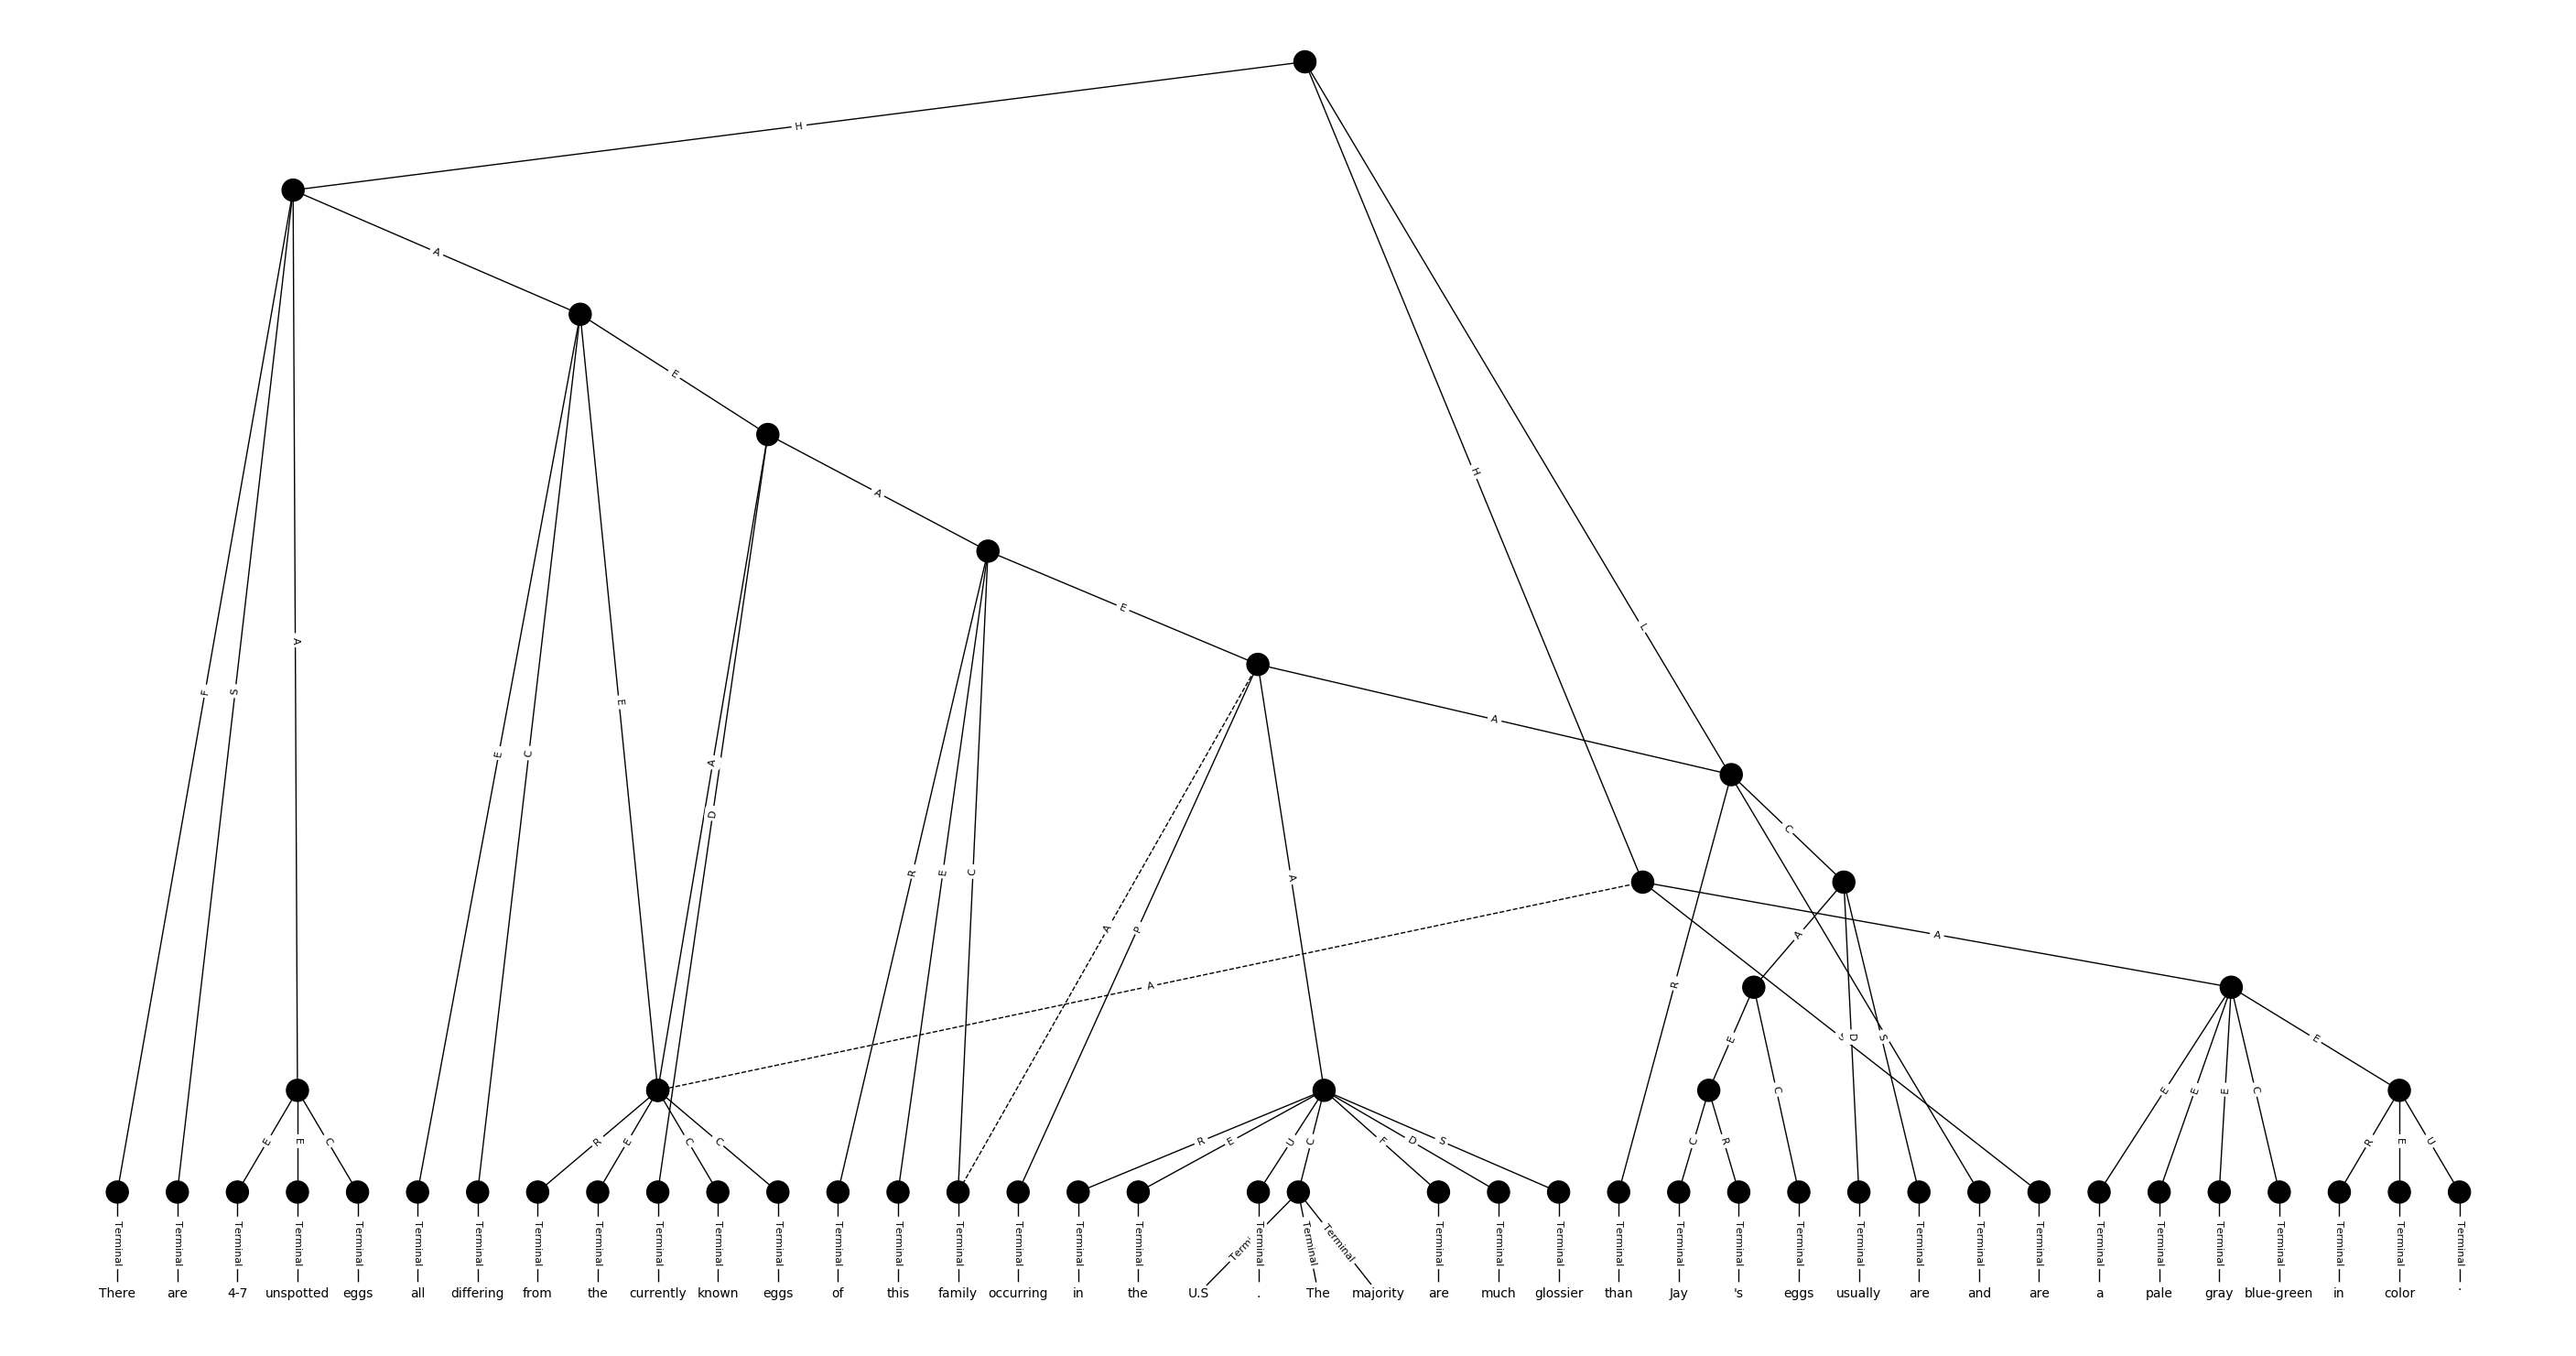 H
A
E
A
H
E
L
A
A
F
S
E
C
E
A
D
R
E
C
A
P
A
C
A
R
A
A
S
D
S
E
C
E
E
E
C
E
E
E
C
R
E
C
C
R
E
U
C
F
D
S
C
R
R
E
U
Terminal Terminal Terminal Terminal Terminal Terminal Terminal Terminal Terminal Terminal Terminal Terminal Terminal Terminal Terminal Terminal Terminal Terminal Terminal Terminal Terminal Terminal Terminal Terminal Terminal Terminal Terminal Terminal Terminal Terminal Terminal Terminal Terminal Terminal Terminal Terminal Terminal Terminal Terminal
There are 4-7 unspotted eggs all differing from the currently known eggs of this family occurring in the U.S . The majority are much glossier than Jay 's eggs usually are and are a pale gray blue-green in color .